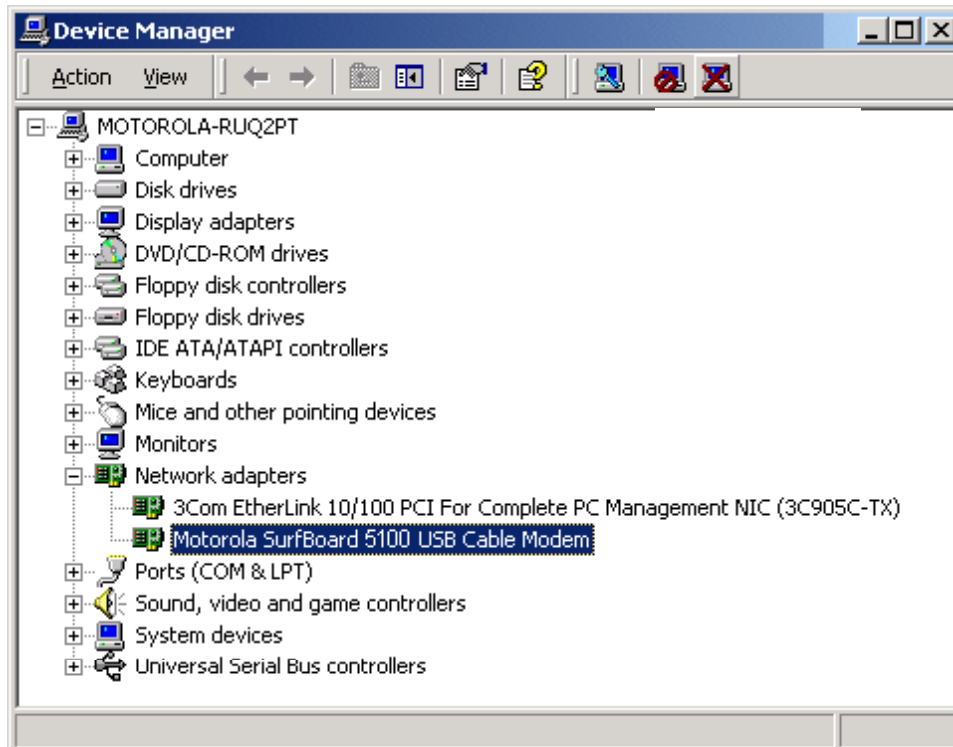 Device Manager
Action View
MOTOROLA-RUQ2PT
Computer
Disk drives
Display adapters
DVD/CD-ROM drives
Floppy disk controllers
Floppy disk drives
IDE ATA/ATAPI controllers
Keyboards
Mice and other pointing devices
Monitors
Network adapters
3Com EtherLink 10/100 PCI For Complete PC Management NIC (3C905C-TX)
Motorola SurfBoard 5100 USB Cable Modem
Ports (COM & LPT)
Sound, video and game controllers
System devices
Universal Serial Bus controllers